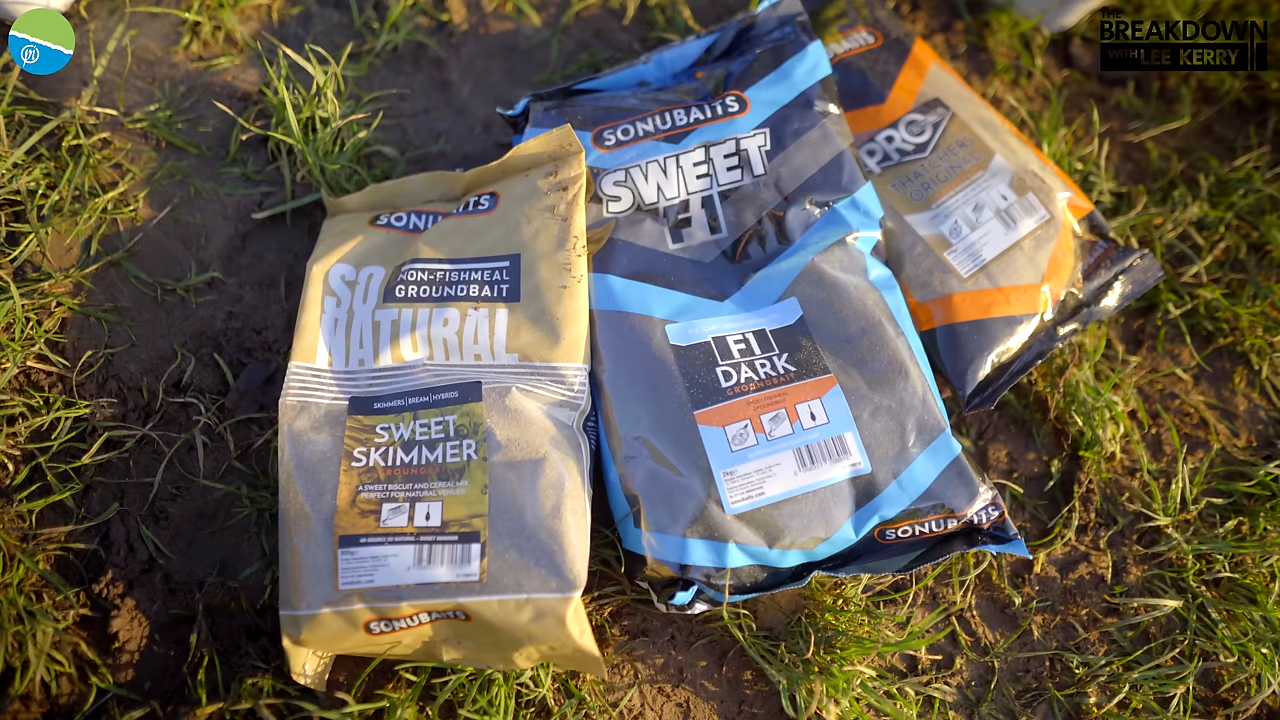 THE
BREAKDOWN
WITH LEE KERRY
SONUBAITS
NON-FISHMEAL
GROUNDBAIT
SO
NATURAL
SKIMMERS | BREAM | HYBRIDS
SWEET
SKIMMER
GROUNDBAIT
A SWEET BISCUIT AND CEREAL MIX
PERFECT FOR NATURAL VENUES
SONUBAITS
SONUBAITS
SWEET
F1
F1
DARK
GROUNDBAIT
2kg
sonubaits.com
SONUBAITS
PRO
THATCHERS
ORIGINAL